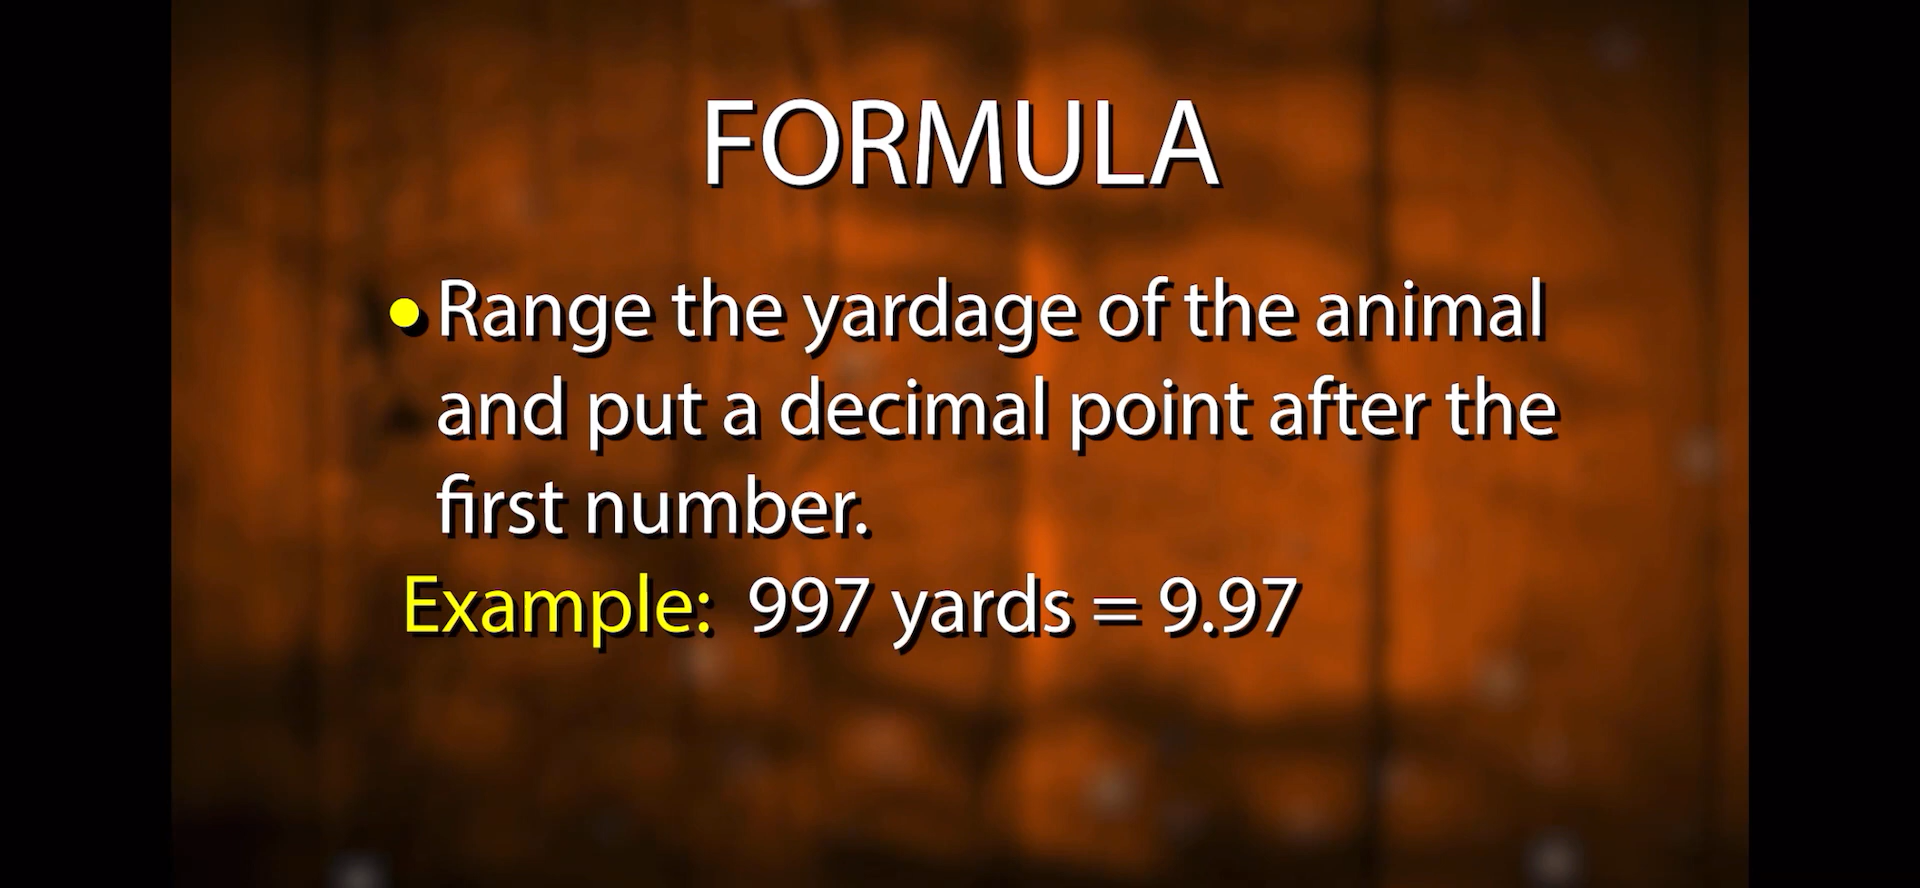 FORMULA
• Range the yardage of the animal
and put a decimal point after the
first number.
Example: 997 yards = 9.97